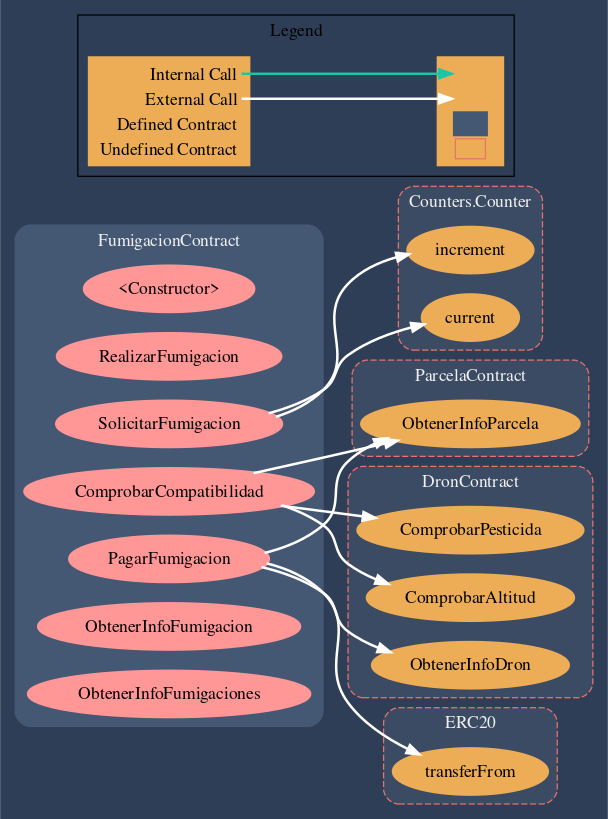 Legend
Internal Call
External Call
Defined Contract
Undefined Contract
FumigacionContract
<Constructor>
RealizarFumigacion
SolicitarFumigacion
ComprobarCompatibilidad
PagarFumigacion
ObtenerInfoFumigacion
ObtenerInfoFumigaciones
Counters.Counter
increment
current
ParcelaContract
ObtenerInfoParcela
DronContract
ComprobarPesticida
ComprobarAltitud
ObtenerInfoDron
ERC20
transferFrom